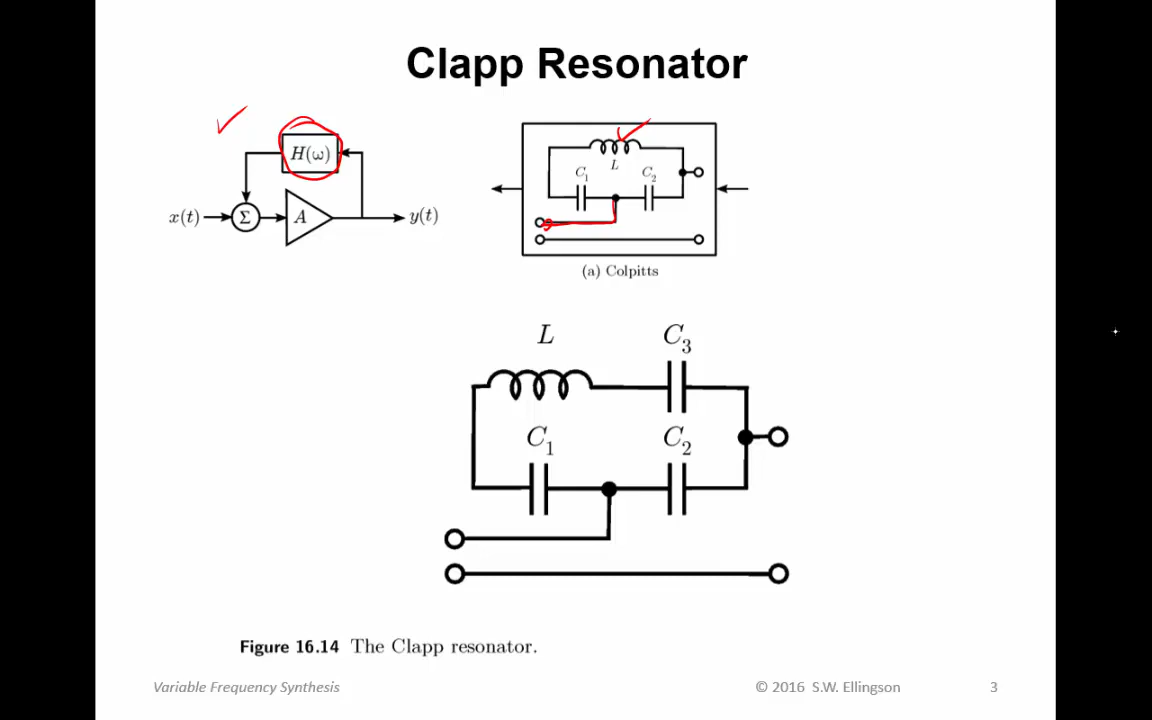 Clapp Resonator
H(ω)
x(t) Σ A y(t)
L
C₁ C₂
(a) Colpitts
L C₃
C₁ C₂
Figure 16.14 The Clapp resonator.
Variable Frequency Synthesis © 2016 S.W. Ellingson 3